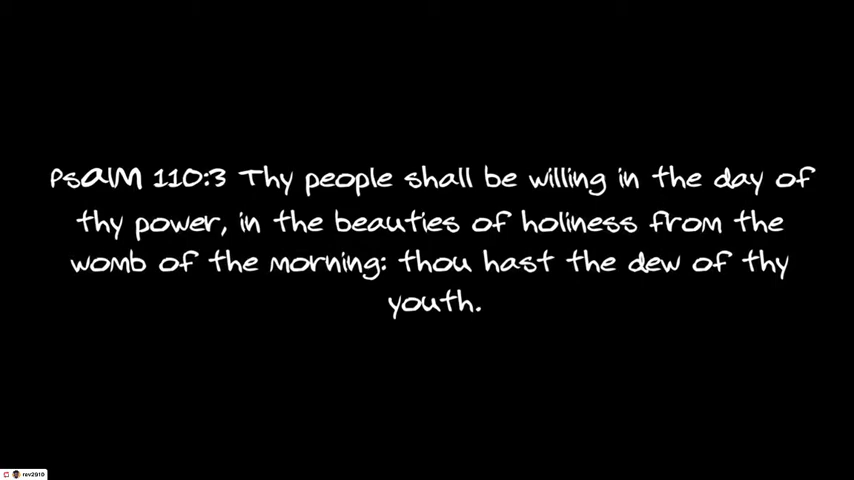 Psalm 110:3 Thy people shall be willing in the day of
thy power, in the beauties of holiness from the
womb of the morning: thou hast the dew of thy
youth.
rev2910